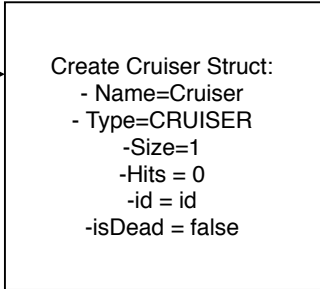 Create Cruiser Struct:
- Name=Cruiser
- Type=CRUISER
-Size=1
-Hits = 0
-id = id
-isDead = false